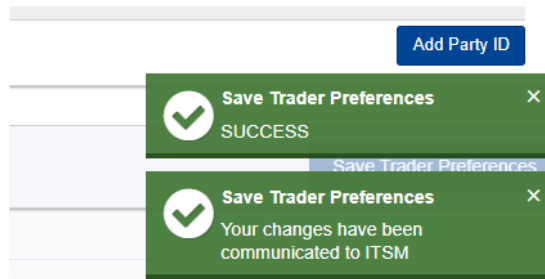 Add Party ID
Save Trader Preferences
SUCCESS
Save Trader Preferences
Save Trader Preferences
Your changes have been
communicated to ITSM